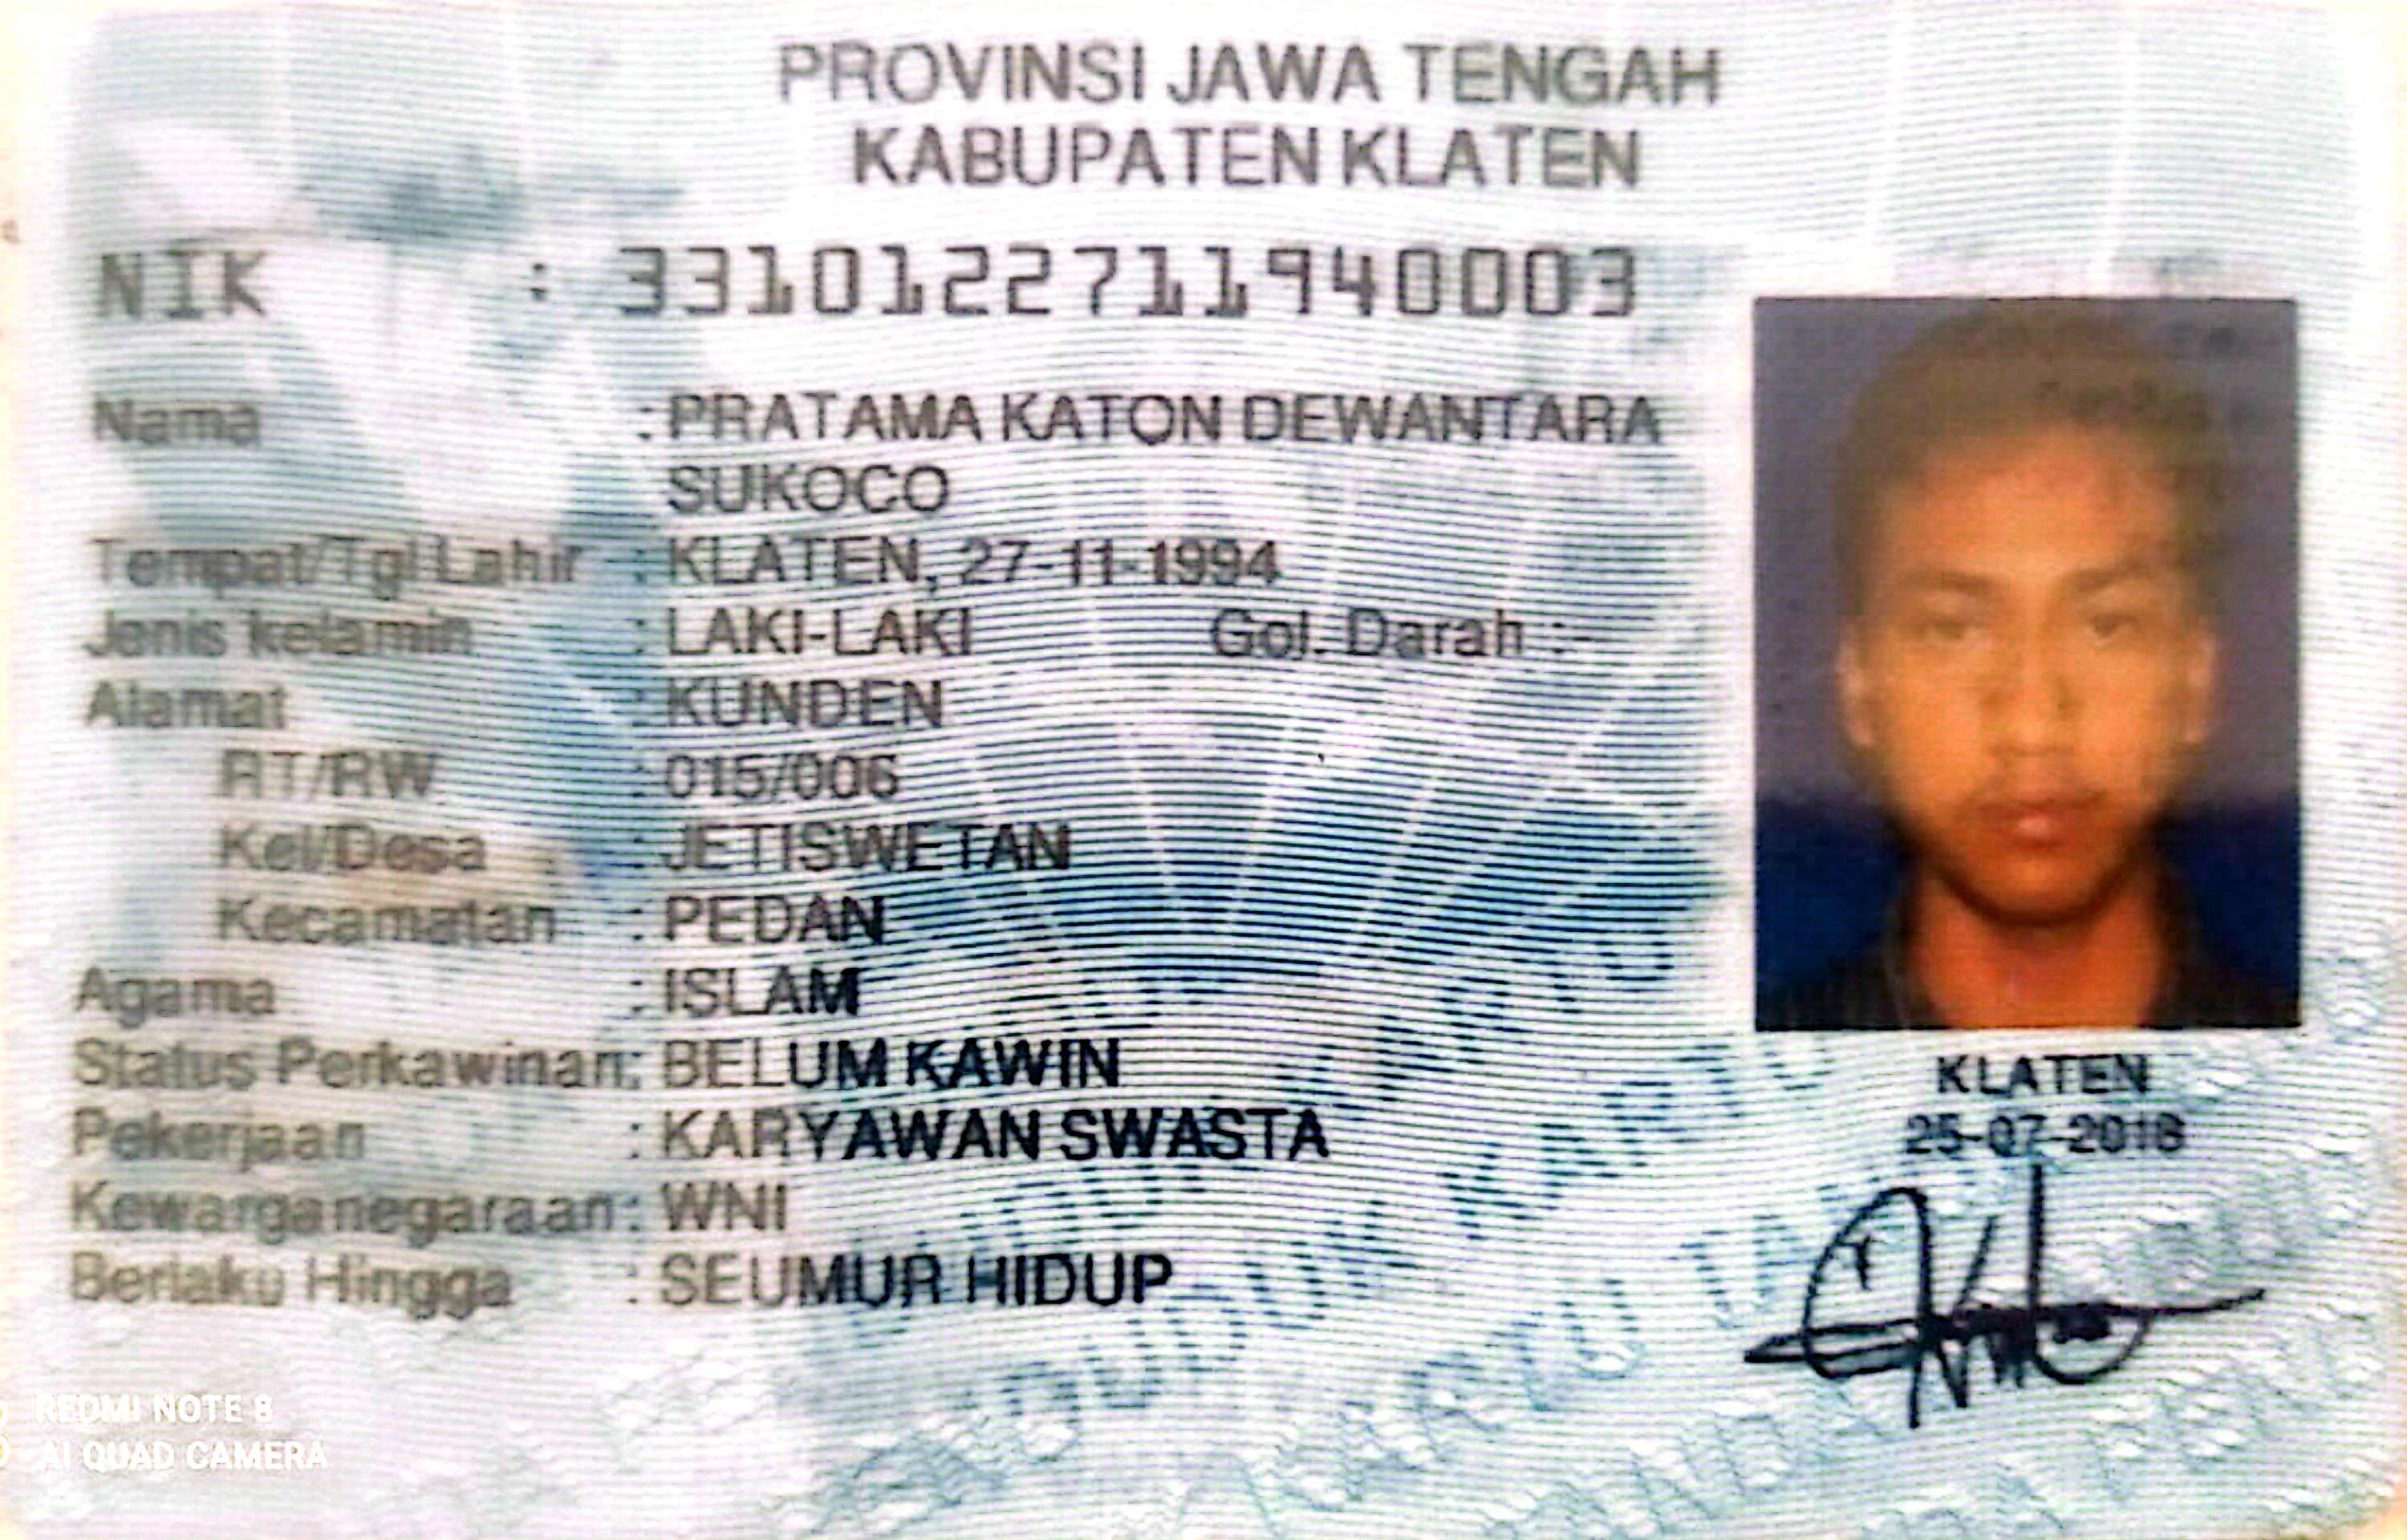 PROVINSI JAWA TENGAH
KABUPATEN KLATEN
NIK : 3310122711940003
Nama : PRATAMA KATON DEWANTARA
SUKOCO
Tempat/Tgl Lahir : KLATEN, 27-11-1994
Jenis kelamin : LAKI-LAKI Gol. Darah : -
Alamat : KUNDEN
RT/RW : 015/006
Kel/Desa : JETISWETAN
Kecamatan : PEDAN
Agama : ISLAM
Status Perkawinan: BELUM KAWIN
Pekerjaan : KARYAWAN SWASTA
Kewarganegaraan: WNI
Berlaku Hingga : SEUMUR HIDUP
KLATEN
25-07-2018
REDMI NOTE 8
AI QUAD CAMERA